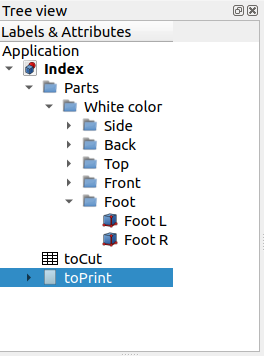 Tree view
Labels & Attributes
Application
Index
Parts
White color
Side
Back
Top
Front
Foot
Foot L
Foot R
toCut
toPrint